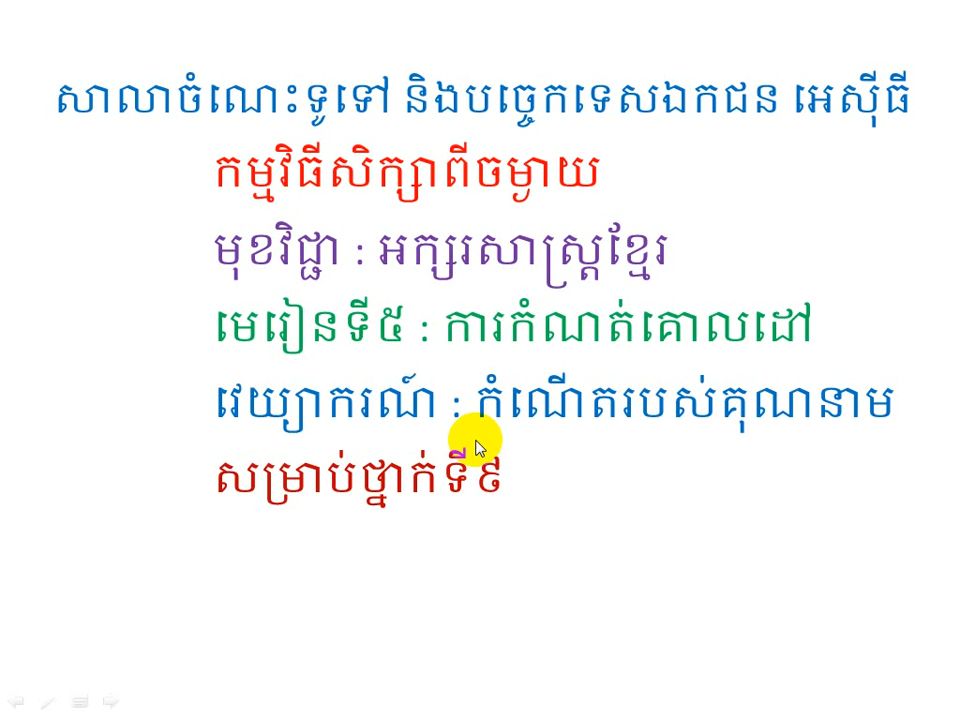 សាលាចំណេះទូទៅ និងបច្ចេកទេសឯកជន អេស៊ីធី
កម្មវិធីសិក្សាពីចម្ងាយ
មុខវិជ្ជា : អក្សរសាស្ត្រខ្មែរ
មេរៀនទី៥ : ការកំណត់គោលដៅ
វេយ្យាករណ៍ : កំណើតរបស់គុណនាម
សម្រាប់ថ្នាក់ទី៩